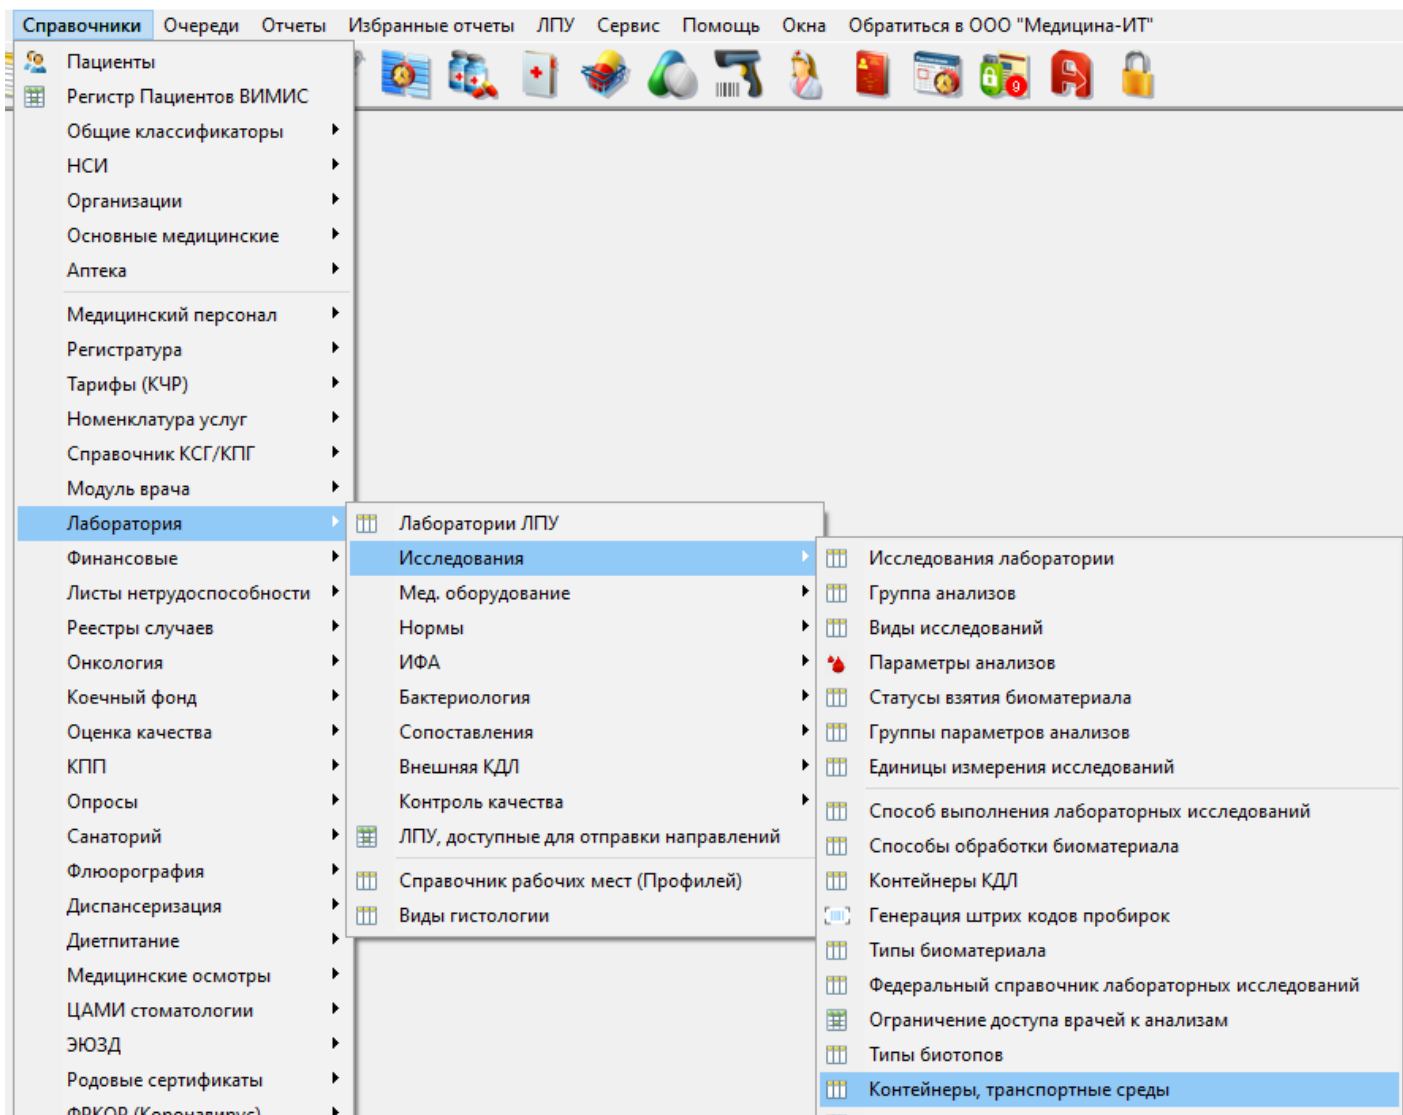 Справочники Очереди Отчеты Избранные отчеты ЛПУ Сервис Помощь Окна Обратиться в ООО "Медицина-ИТ"
9
Пациенты
Регистр Пациентов ВИМИС
Общие классификаторы
НСИ
Организации
Основные медицинские
Аптека
Медицинский персонал
Регистратура
Тарифы (КЧР)
Номенклатура услуг
Справочник КСГ/КПГ
Модуль врача
Лаборатория
Финансовые
Листы нетрудоспособности
Реестры случаев
Онкология
Коечный фонд
Оценка качества
КПП
Опросы
Санаторий
Флюорография
Диспансеризация
Диетпитание
Медицинские осмотры
ЦАМИ стоматологии
ЭЮЗД
Родовые сертификаты
ФРКОР (Коронавирус)
Лаборатории ЛПУ
Исследования
Мед. оборудование
Нормы
ИФА
Бактериология
Сопоставления
Внешняя КДЛ
Контроль качества
ЛПУ, доступные для отправки направлений
Справочник рабочих мест (Профилей)
Виды гистологии
Исследования лаборатории
Группа анализов
Виды исследований
Параметры анализов
Статусы взятия биоматериала
Группы параметров анализов
Единицы измерения исследований
Способ выполнения лабораторных исследований
Способы обработки биоматериала
Контейнеры КДЛ
Генерация штрих кодов пробирок
Типы биоматериала
Федеральный справочник лабораторных исследований
Ограничение доступа врачей к анализам
Типы биотопов
Контейнеры, транспортные среды